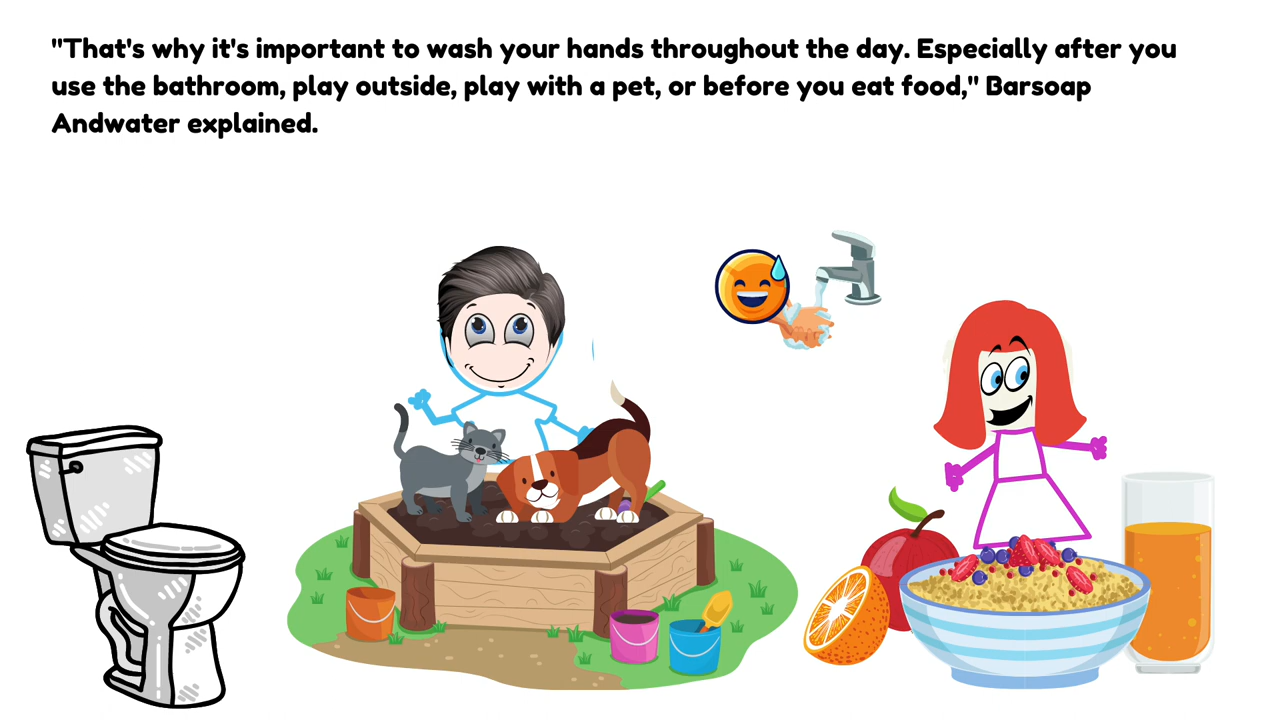 "That's why it's important to wash your hands throughout the day. Especially after you
use the bathroom, play outside, play with a pet, or before you eat food," Barsoap
Andwater explained.